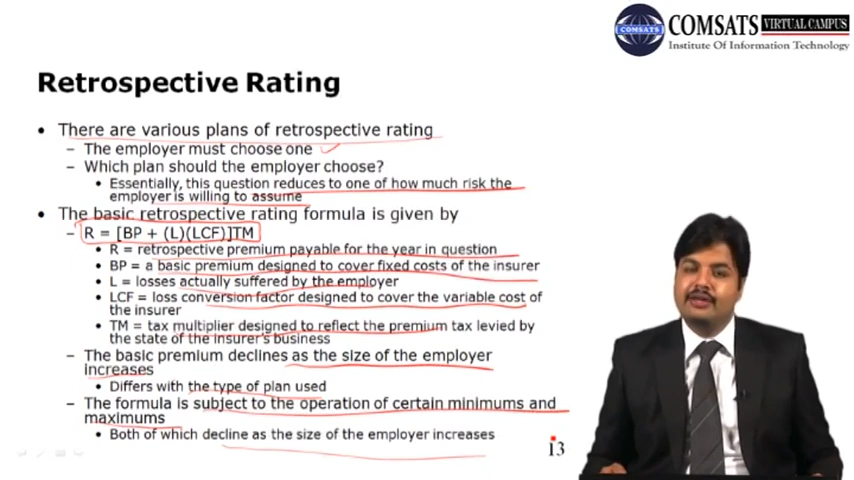 COMSATS VIRTUAL CAMPUS
COMSATS
Institute Of Information Technology
Retrospective Rating
• There are various plans of retrospective rating
– The employer must choose one
– Which plan should the employer choose?
• Essentially, this question reduces to one of how much risk the
employer is willing to assume
• The basic retrospective rating formula is given by
– R = [BP + (L)(LCF)]TM
• R = retrospective premium payable for the year in question
• BP = a basic premium designed to cover fixed costs of the insurer
• L = losses actually suffered by the employer
• LCF = loss conversion factor designed to cover the variable cost of
the insurer
• TM = tax multiplier designed to reflect the premium tax levied by
the state of the insurer's business
– The basic premium declines as the size of the employer
increases
• Differs with the type of plan used
– The formula is subject to the operation of certain minimums and
maximums
• Both of which decline as the size of the employer increases
13